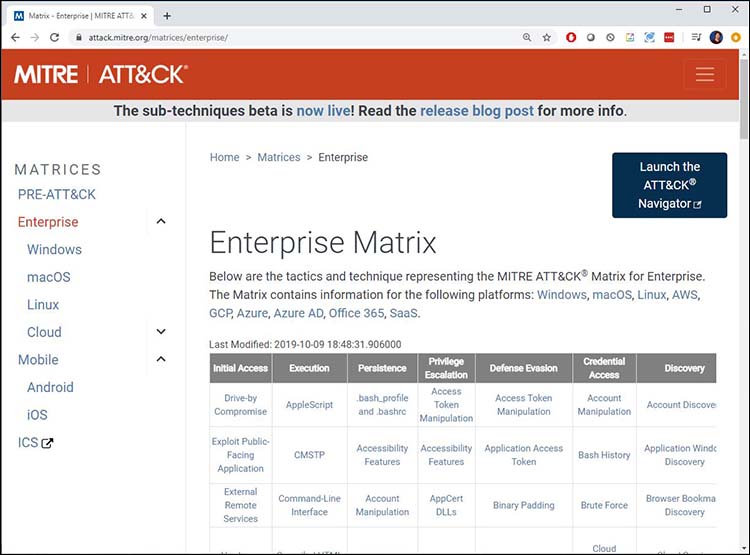 Matrix - Enterprise | MITRE ATT&
attack.mitre.org/matrices/enterprise/
MITRE | ATT&CK®
The sub-techniques beta is now live! Read the release blog post for more info.
MATRICES
PRE-ATT&CK
Enterprise
Windows
macOS
Linux
Cloud
Mobile
Android
iOS
ICS
Home > Matrices > Enterprise
Launch the
ATT&CK®
Navigator
Enterprise Matrix
Below are the tactics and technique representing the MITRE ATT&CK® Matrix for Enterprise.
The Matrix contains information for the following platforms: Windows, macOS, Linux, AWS,
GCP, Azure, Azure AD, Office 365, SaaS.
Last Modified: 2019-10-09 18:48:31.906000
Initial Access Execution Persistence Privilege Escalation Defense Evasion Credential Access Discovery
Drive-by Compromise AppleScript .bash_profile and .bashrc Access Token Manipulation Access Token Manipulation Account Manipulation Account Discove
Exploit Public-Facing Application CMSTP Accessibility Features Accessibility Features Application Access Token Bash History Application Windo Discovery
External Remote Services Command-Line Interface Account Manipulation AppCert DLLs Binary Padding Brute Force Browser Bookma Discovery
Cloud